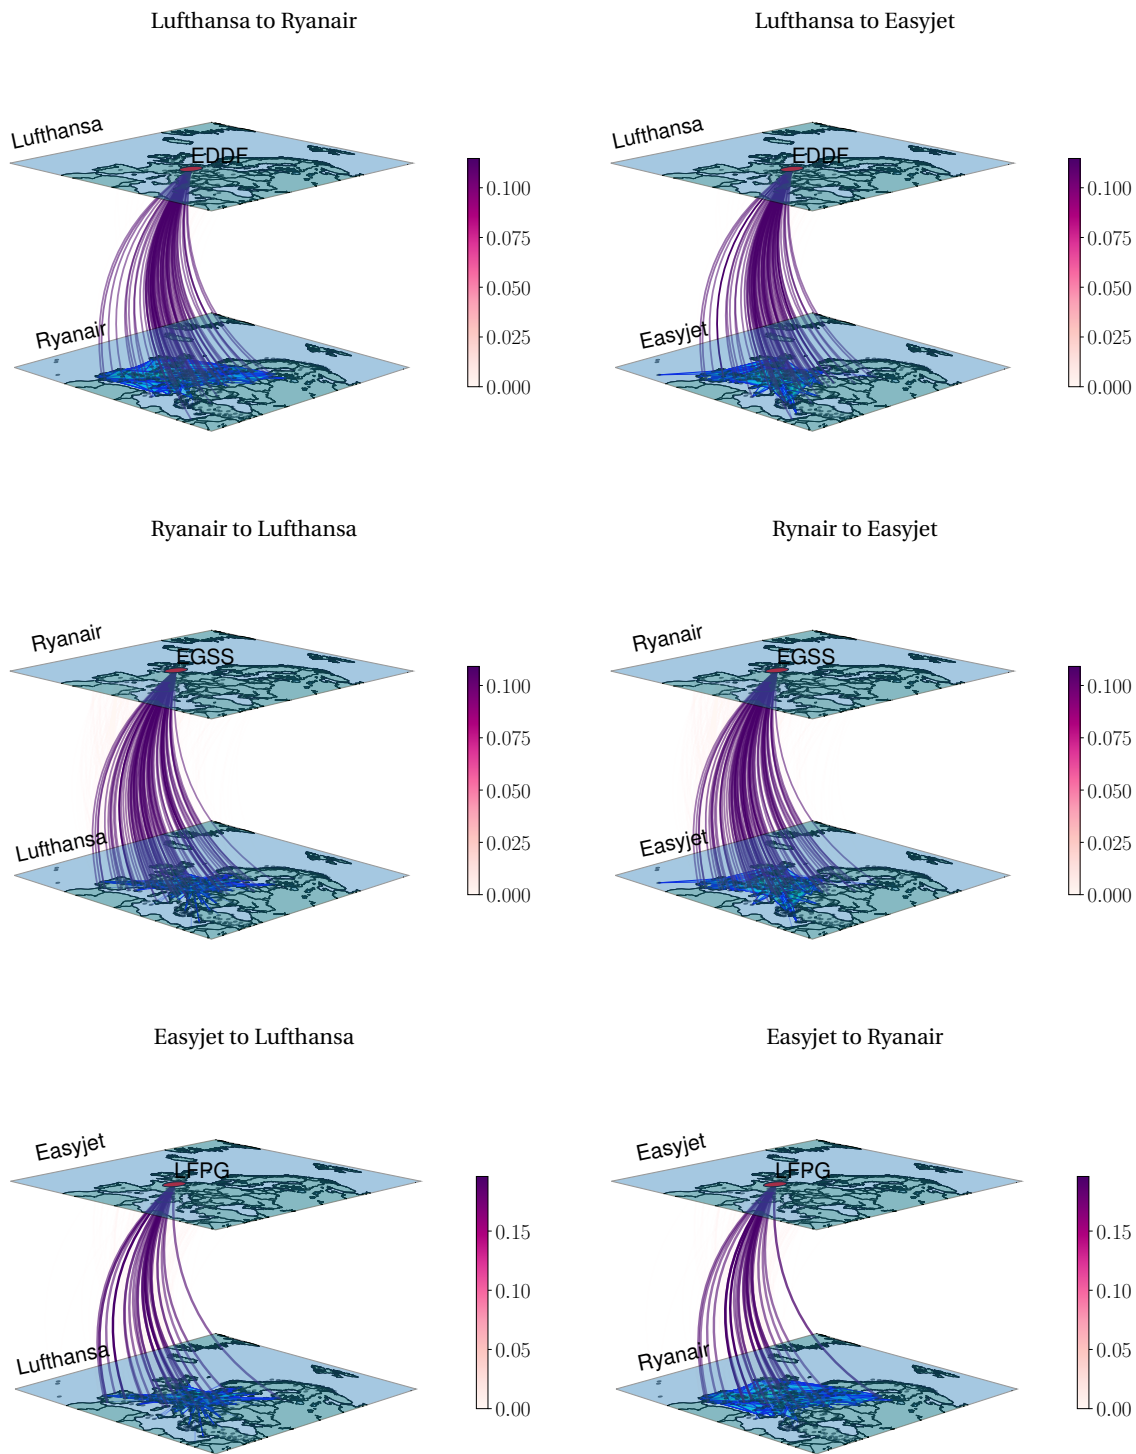 Lufthansa to Ryanair
Lufthansa
EDDF
Ryanair
0.100
0.075
0.050
0.025
0.000
Lufthansa to Easyjet
Lufthansa
EDDF
Easyjet
0.100
0.075
0.050
0.025
0.000
Ryanair to Lufthansa
Ryanair
EGSS
Lufthansa
0.100
0.075
0.050
0.025
0.000
Rynair to Easyjet
Ryanair
EGSS
Easyjet
0.100
0.075
0.050
0.025
0.000
Easyjet to Lufthansa
Easyjet
LFPG
Lufthansa
0.15
0.10
0.05
0.00
Easyjet to Ryanair
Easyjet
LFPG
Ryanair
0.15
0.10
0.05
0.00